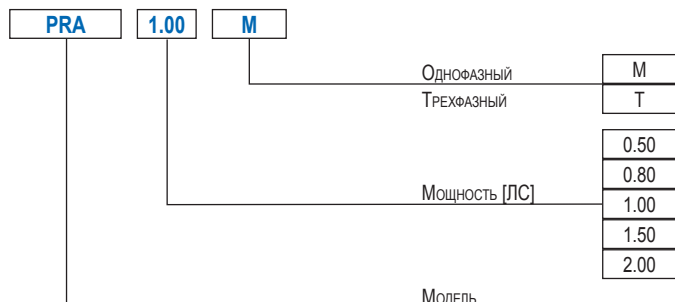 PRA 1.00 M
Однофазный M
Трехфазный T
0.50
0.80
Мощность [ЛС] 1.00
1.50
2.00
Модель